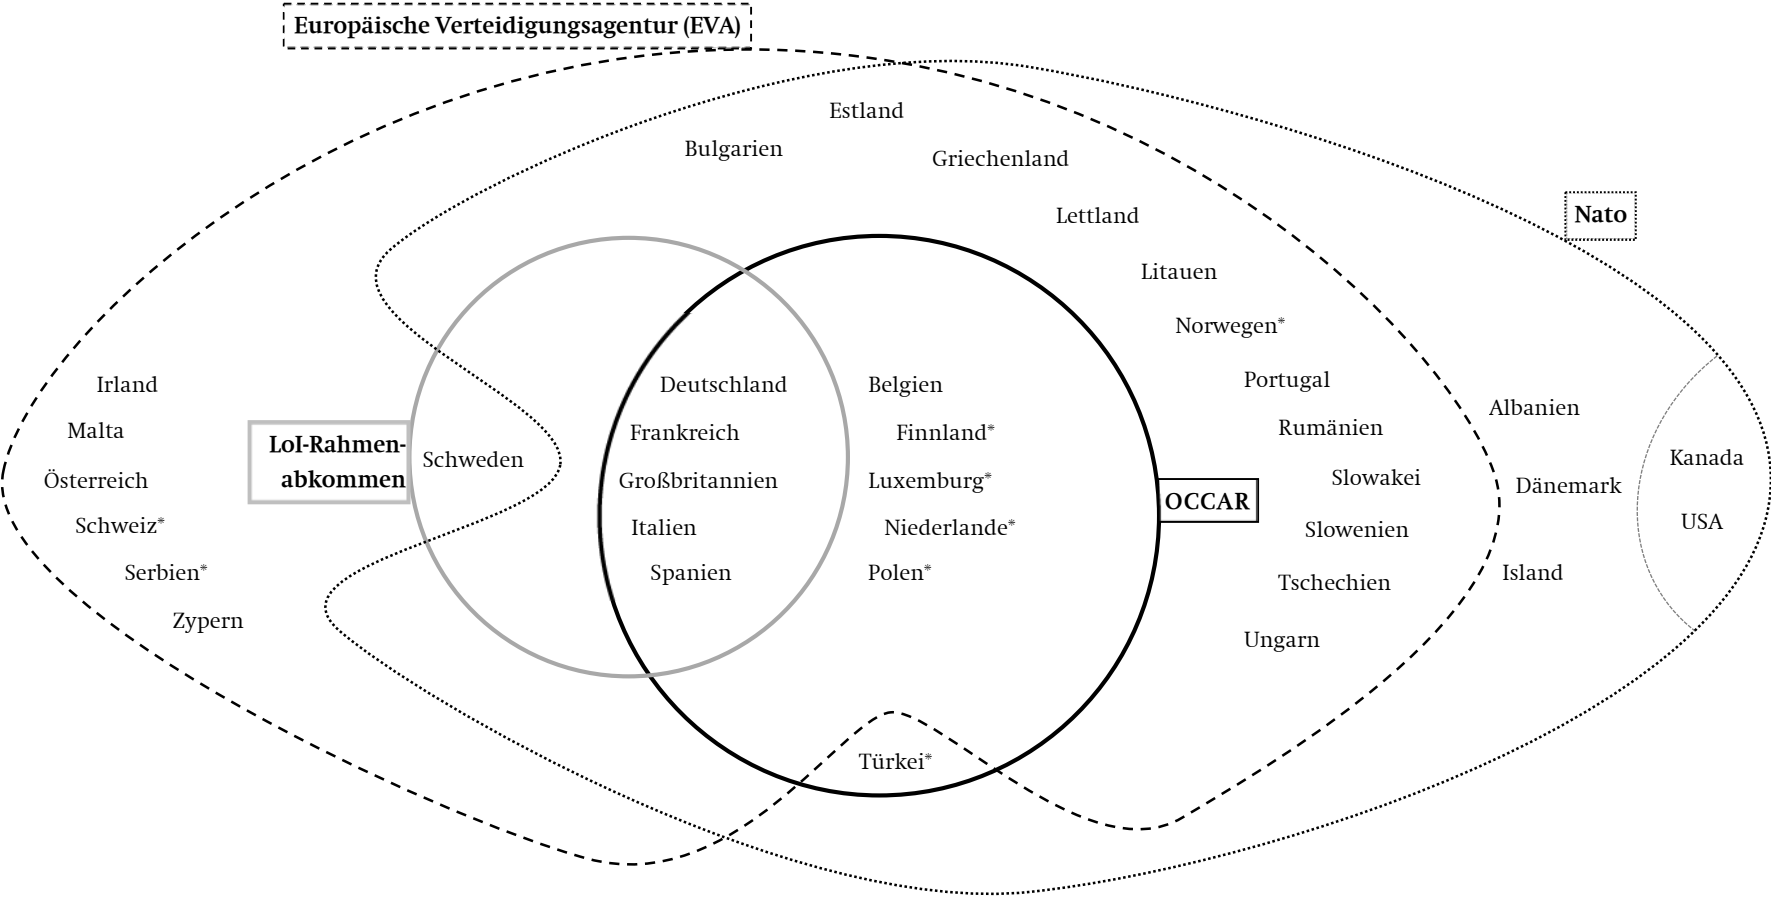 Europäische Verteidigungsagentur (EVA)
Estland
Bulgarien
Griechenland
Lettland
Nato
Litauen
Norwegen*
Portugal
Irland
Malta
Österreich
Schweiz*
Serbien*
Zypern
LoI-Rahmen-
abkommen
Schweden
Deutschland
Frankreich
Großbritannien
Italien
Spanien
Belgien
Finnland*
Luxemburg*
Niederlande*
Polen*
Türkei*
OCCAR
Rumänien
Slowakei
Slowenien
Tschechien
Ungarn
Albanien
Dänemark
Island
Kanada
USA